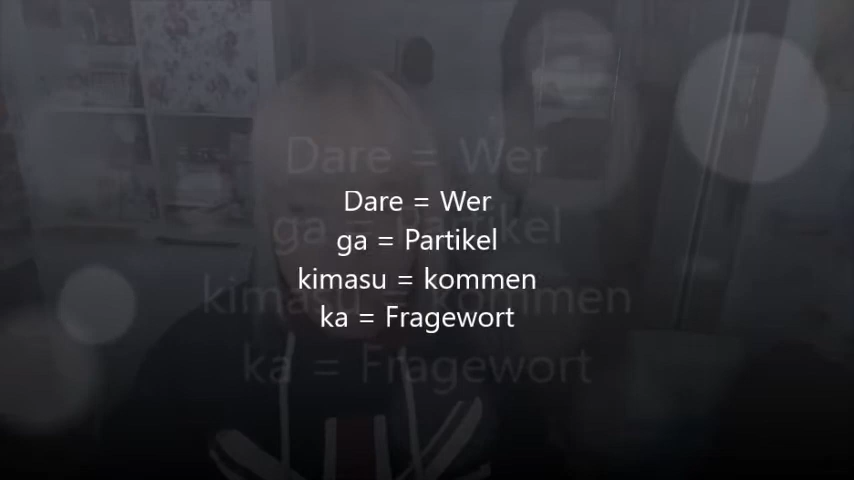 Dare = Wer
ga = Partikel
kimasu = kommen
ka = Fragewort